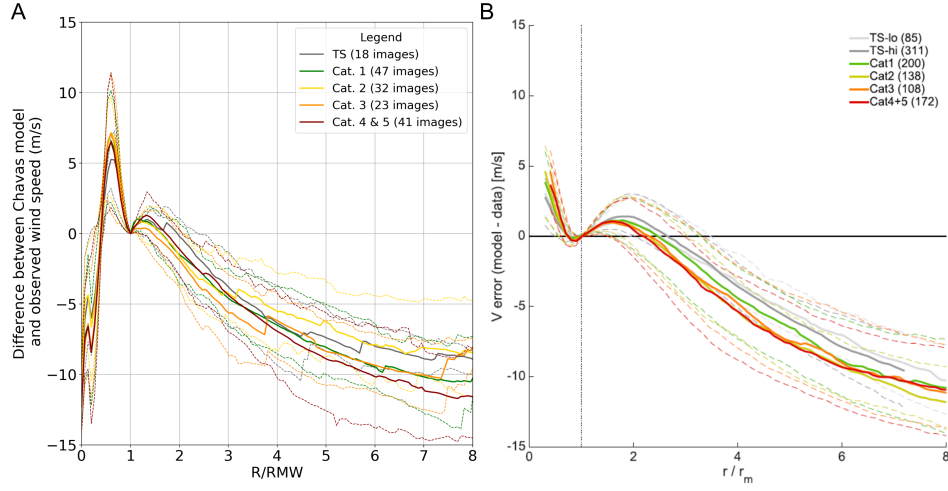 A
Difference between Chavas model
and observed wind speed (m/s)
15
10
5
0
−5
−10
−15
0 1 2 3 4 5 6 7 8
R/RMW
Legend
TS (18 images)
Cat. 1 (47 images)
Cat. 2 (32 images)
Cat. 3 (23 images)
Cat. 4 & 5 (41 images)
B
V error (model - data) [m/s]
15
10
5
0
-5
-10
-15
2 4 6 8
r / rm
TS-lo (85)
TS-hi (311)
Cat1 (200)
Cat2 (138)
Cat3 (108)
Cat4+5 (172)